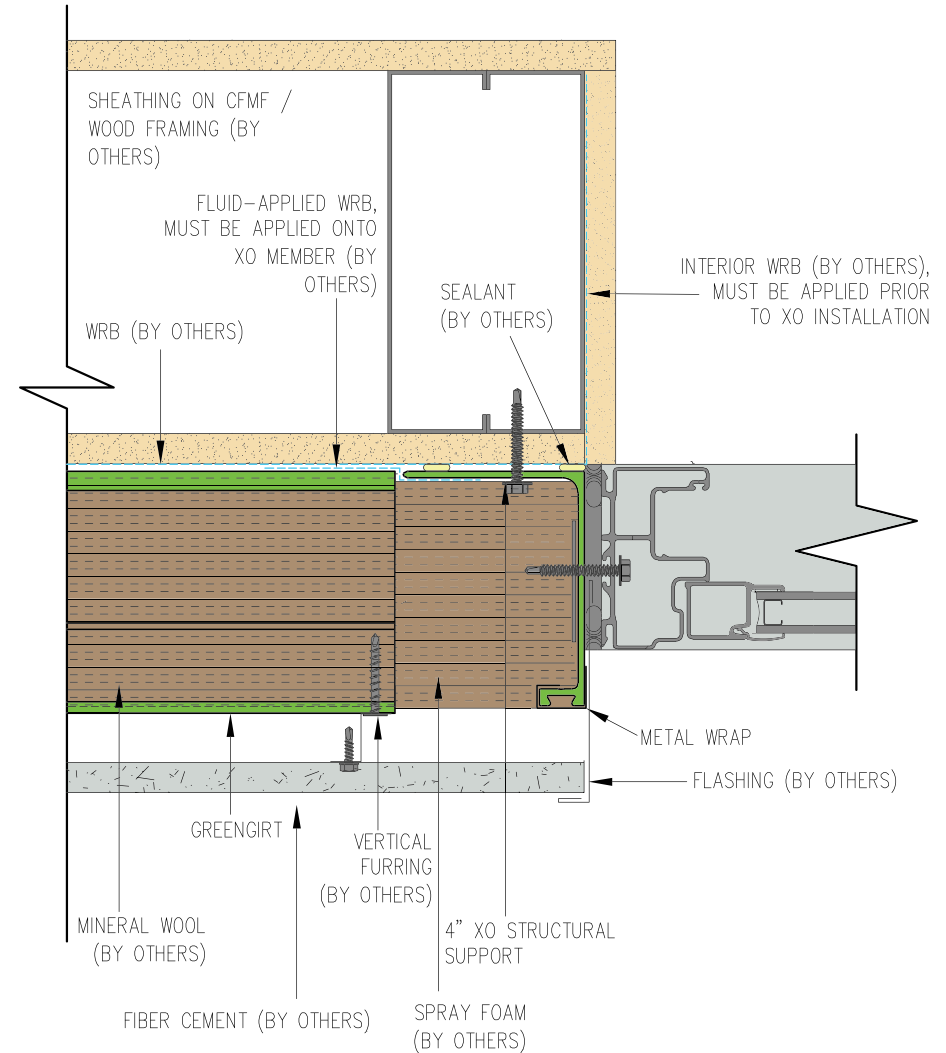 SHEATHING ON CFMF /
WOOD FRAMING (BY
OTHERS)
FLUID-APPLIED WRB,
MUST BE APPLIED ONTO
XO MEMBER (BY
OTHERS)
INTERIOR WRB (BY OTHERS),
MUST BE APPLIED PRIOR
TO XO INSTALLATION
SEALANT
(BY OTHERS)
WRB (BY OTHERS)
METAL WRAP
FLASHING (BY OTHERS)
GREENGIRT
VERTICAL
FURRING
(BY OTHERS)
MINERAL WOOL
(BY OTHERS)
4" XO STRUCTURAL
SUPPORT
FIBER CEMENT (BY OTHERS)
SPRAY FOAM
(BY OTHERS)